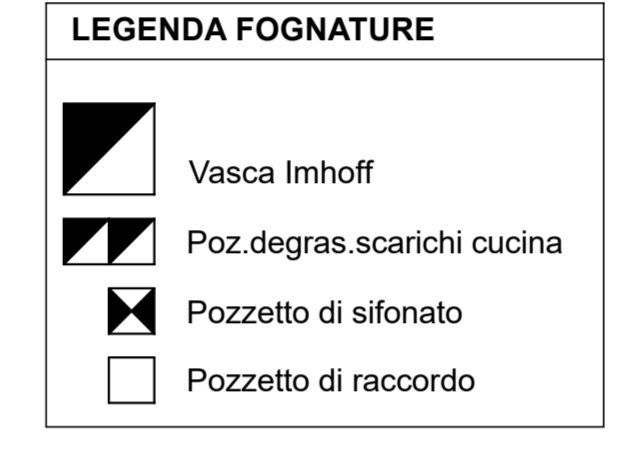 LEGENDA FOGNATURE
Vasca Imhoff
Poz.degras.scarichi cucina
Pozzetto di sifonato
Pozzetto di raccordo